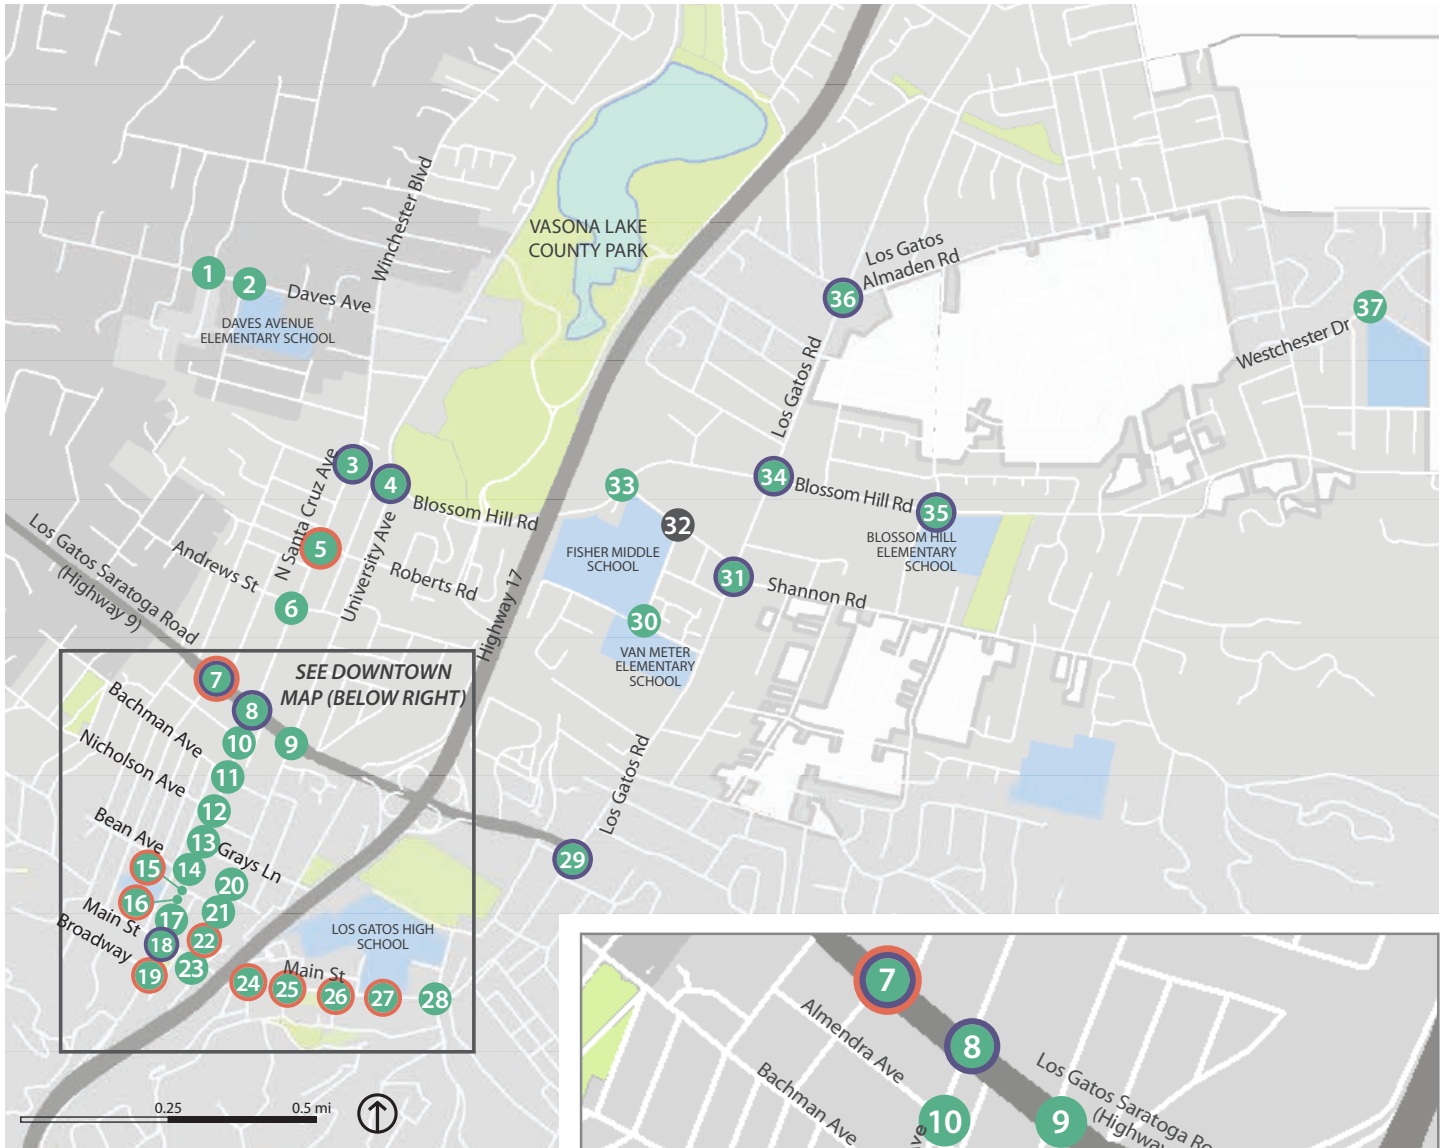 VASONA LAKE
COUNTY PARK
Winchester Blvd
Los Gatos
Almaden Rd
1
2
Daves Ave
DAVES AVENUE
ELEMENTARY SCHOOL
36
37
Westchester Dr
Los Gatos Rd
N Santa Cruz Ave
3
4
Blossom Hill Rd
33
34
Blossom Hill Rd
35
BLOSSOM HILL
ELEMENTARY
SCHOOL
32
FISHER MIDDLE
SCHOOL
31
Shannon Rd
30
VAN METER
ELEMENTARY
SCHOOL
Los Gatos Saratoga Road
(Highway 9)
Andrews St
5
University Ave
Roberts Rd
6
Highway 17
SEE DOWNTOWN
MAP (BELOW RIGHT)
7
8
9
10
Bachman Ave
11
Nicholson Ave
12
Bean Ave
13
Grays Ln
14
15
16
20
21
Main St
17
Broadway
18
22
19
23
Los Gatos Rd
29
LOS GATOS HIGH
SCHOOL
Main St
24
25
26
27
28
0.25
0.5 mi
7
Almendra Ave
8
Bachman Ave
Los Gatos Saratoga
(Highway
10
9